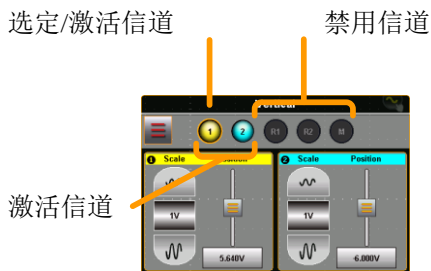 选定/激活信道 禁用信道
Vertical
1 2 R1 R2 M
1 Scale Position 2 Scale Position
1V 1V
5.640V -6.000V
激活信道